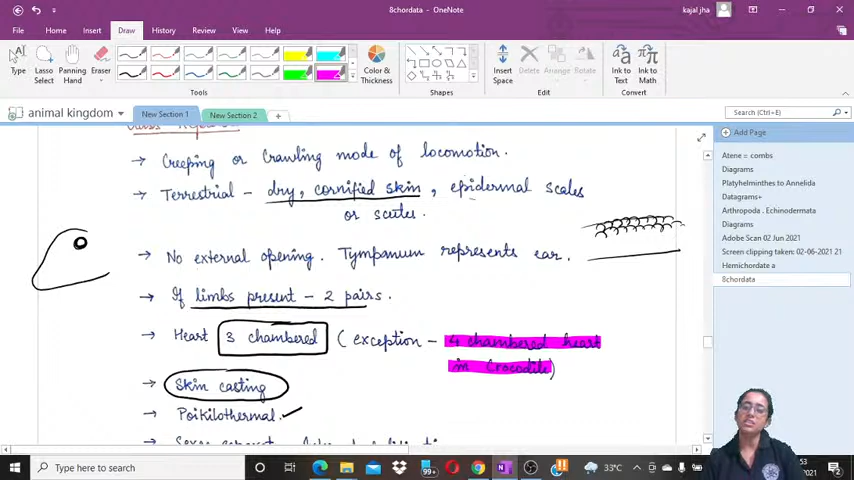 8chordata - OneNote
kajal jha
File Home Insert Draw History Review View Help
Type
Lasso Select
Panning Hand
Eraser
Color & Thickness
Insert Space
Delete
Arrange
Rotate
Ink to Text
Ink to Math
Tools
Shapes
Edit
Convert
animal kingdom
New Section 1
New Section 2
+
Search (Ctrl+E)
Add Page
Atene = combs
Diagrams
Platyhelminthes to Annelida
Datagrams+
Arthropoda . Echinodermata
Diagrams
Adobe Scan 02 Jun 2021
Screen clipping taken: 02-06-2021 21
Hemichordate a
8chordata
→ Creeping or Crawling mode of locomotion.
→ Terrestrial - dry, cornified skin, epidermal scales
or scutes.
→ No external opening. Tympanum represents ear.
→ If limbs present - 2 pairs.
→ Heart 3 chambered (exception - 4 chambered heart
in Crocodile)
→ Skin casting
→ Poikilothermal.
Type here to search
99+
33°C
53
2021